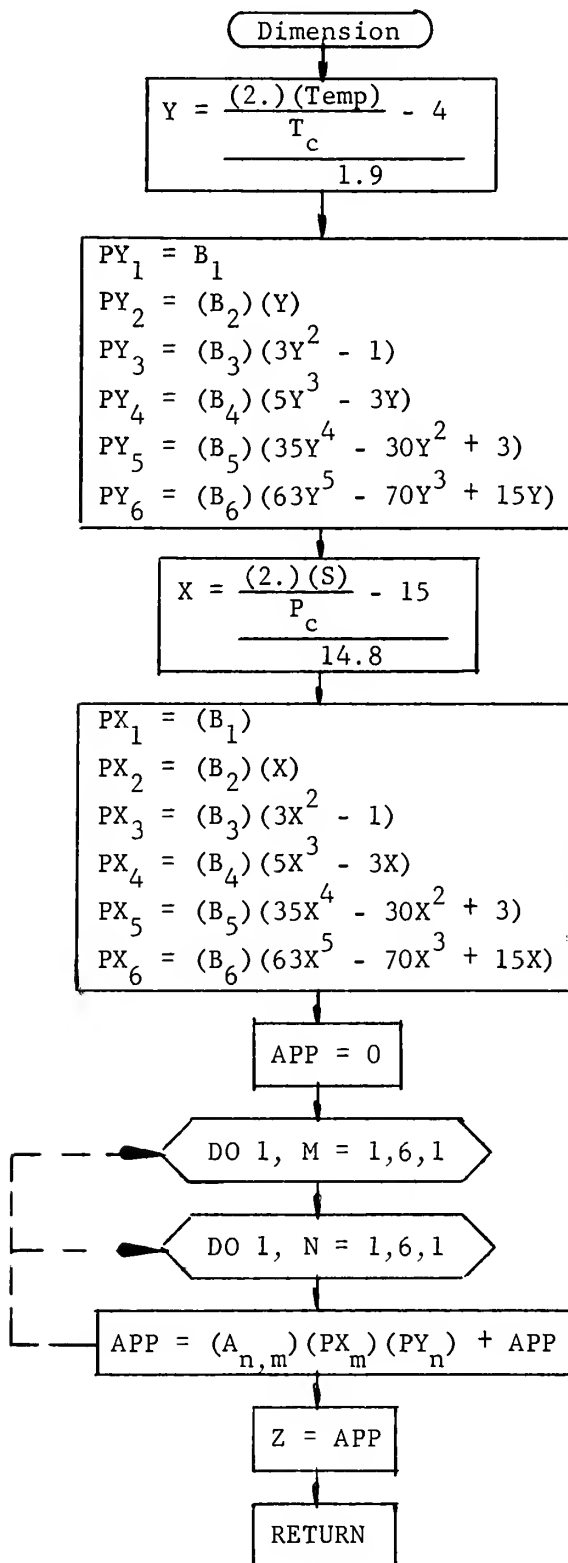 Dimension
Y = (2.)(Temp)
T_c
- 4
1.9
PY_1 = B_1
PY_2 = (B_2)(Y)
PY_3 = (B_3)(3Y^2 - 1)
PY_4 = (B_4)(5Y^3 - 3Y)
PY_5 = (B_5)(35Y^4 - 30Y^2 + 3)
PY_6 = (B_6)(63Y^5 - 70Y^3 + 15Y)
X = (2.)(S)
P_c
- 15
14.8
PX_1 = (B_1)
PX_2 = (B_2)(X)
PX_3 = (B_3)(3X^2 - 1)
PX_4 = (B_4)(5X^3 - 3X)
PX_5 = (B_5)(35X^4 - 30X^2 + 3)
PX_6 = (B_6)(63X^5 - 70X^3 + 15X)
APP = 0
DO 1, M = 1,6,1
DO 1, N = 1,6,1
APP = (A_n,m)(PX_m)(PY_n) + APP
Z = APP
RETURN